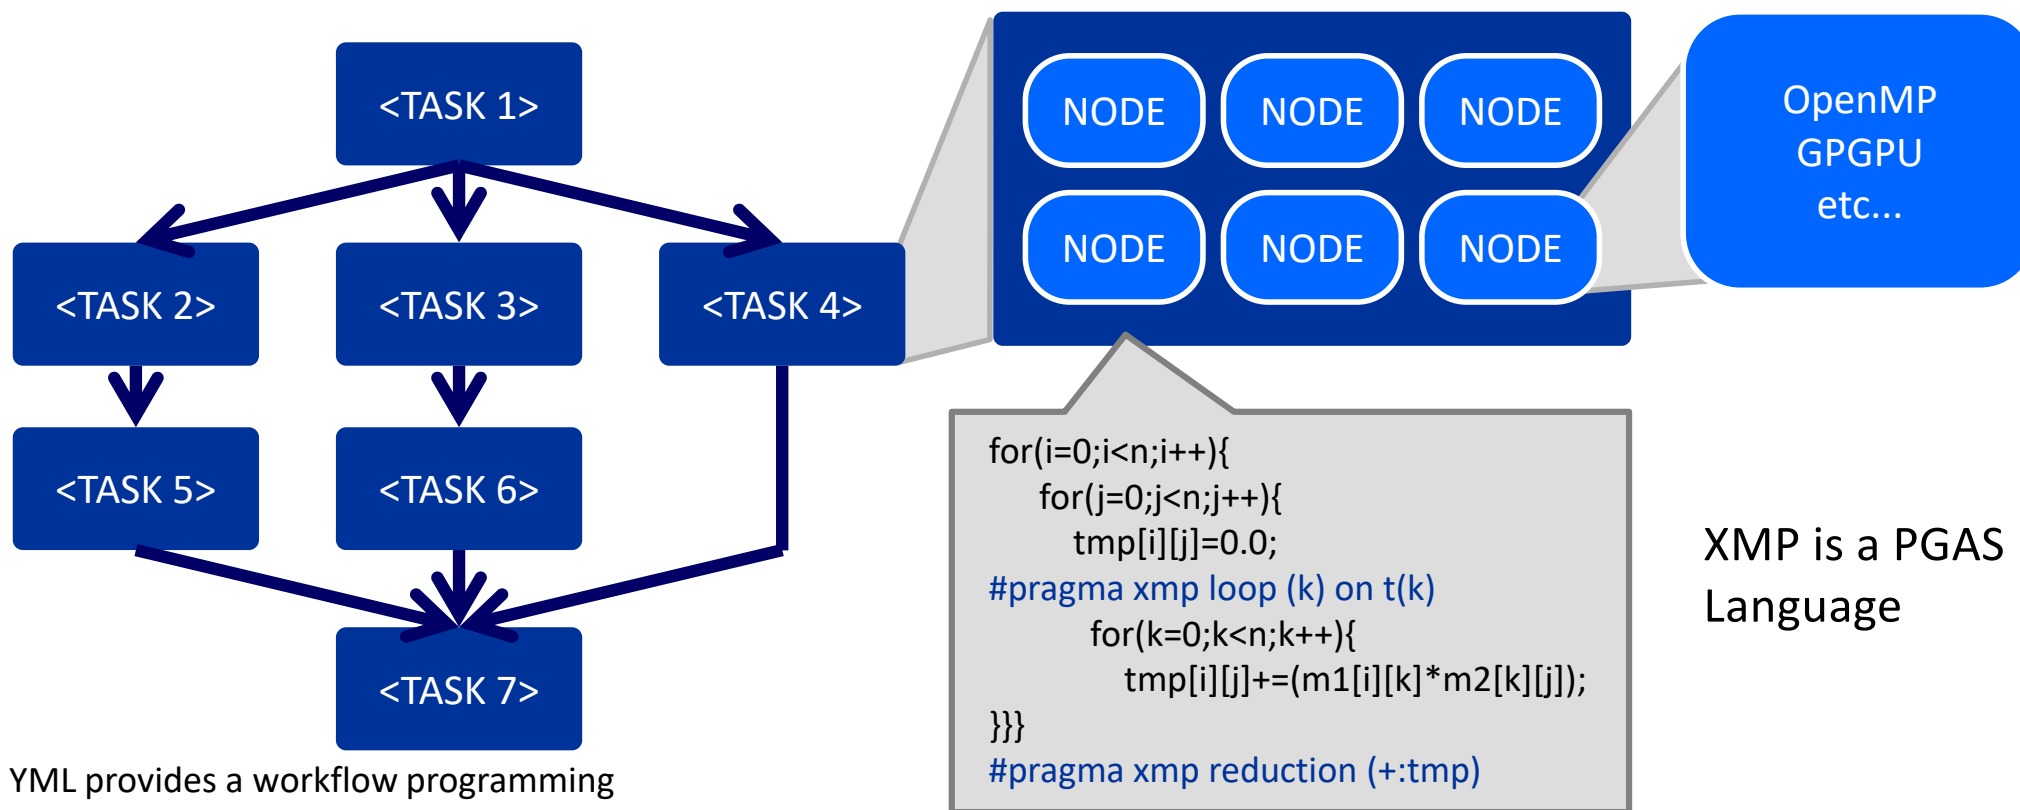 <TASK 1>
<TASK 2>
<TASK 3>
<TASK 4>
<TASK 5>
<TASK 6>
<TASK 7>
YML provides a workflow programming
NODE
NODE
NODE
NODE
NODE
NODE
OpenMP
GPGPU
etc...
for(i=0;i<n;i++){
for(j=0;j<n;j++){
tmp[i][j]=0.0;
#pragma xmp loop (k) on t(k)
for(k=0;k<n;k++){
tmp[i][j]+=(m1[i][k]*m2[k][j]);
}}}
#pragma xmp reduction (+:tmp)
XMP is a PGAS
Language